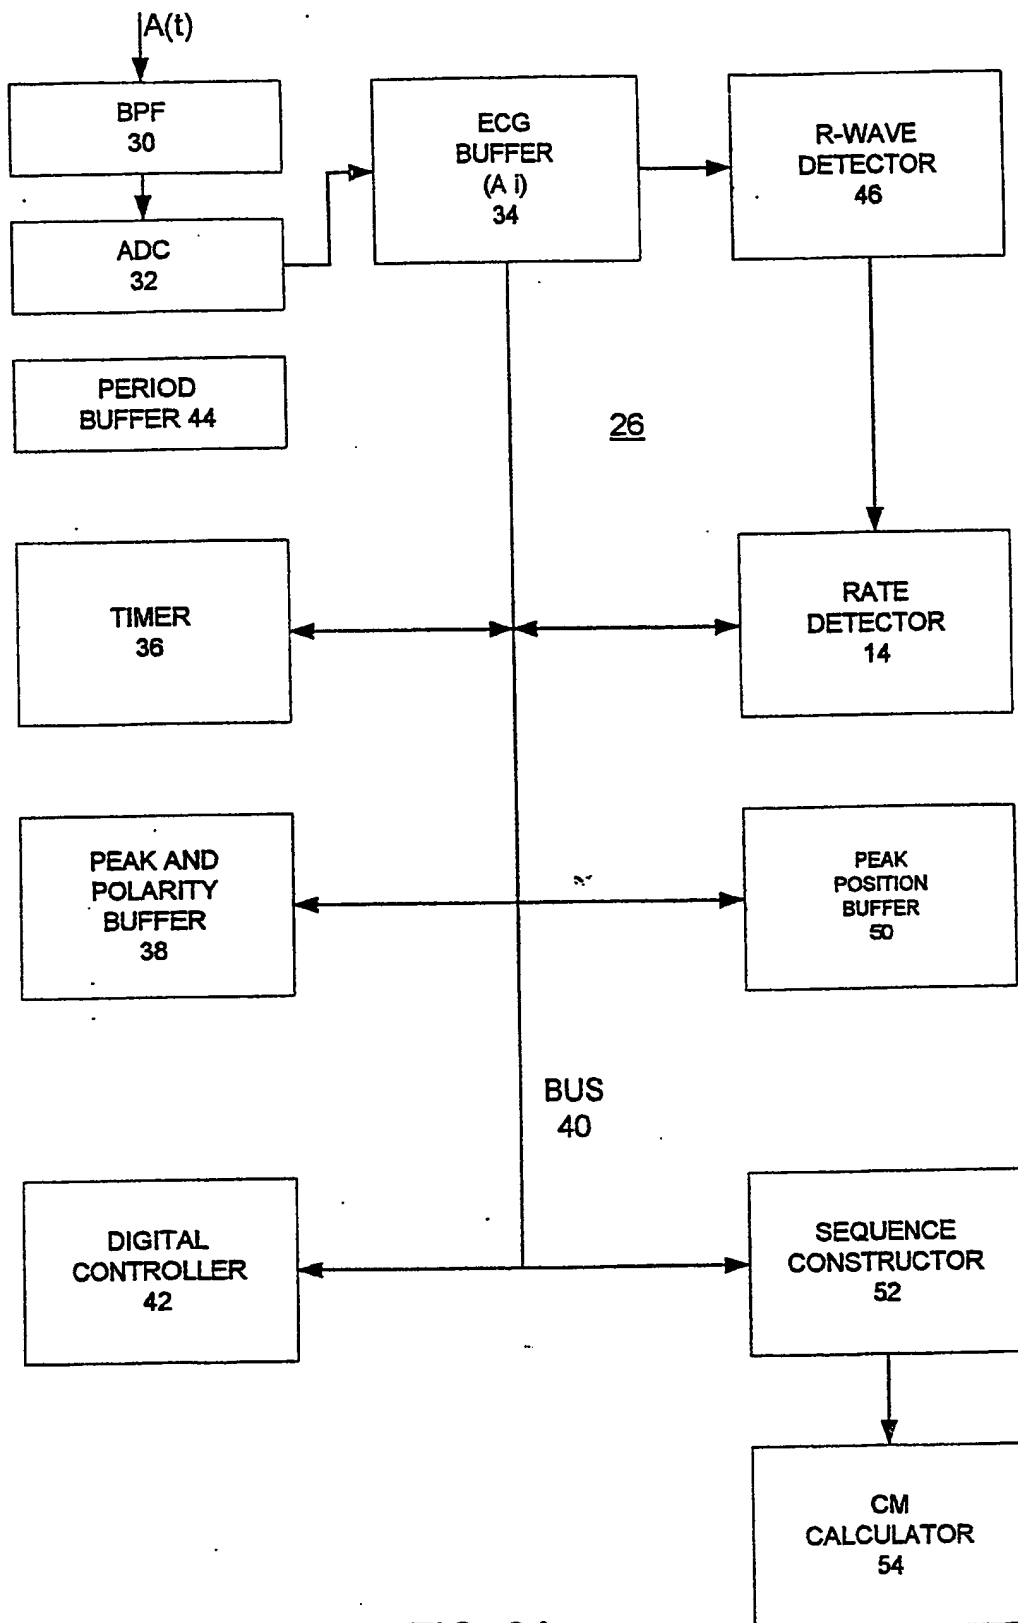 A(t)
BPF
30
ECG
BUFFER
(A i)
34
R-WAVE
DETECTOR
46
ADC
32
PERIOD
BUFFER 44
26
TIMER
36
RATE
DETECTOR
14
PEAK AND
POLARITY
BUFFER
38
PEAK
POSITION
BUFFER
50
BUS
40
DIGITAL
CONTROLLER
42
SEQUENCE
CONSTRUCTOR
52
CM
CALCULATOR
54